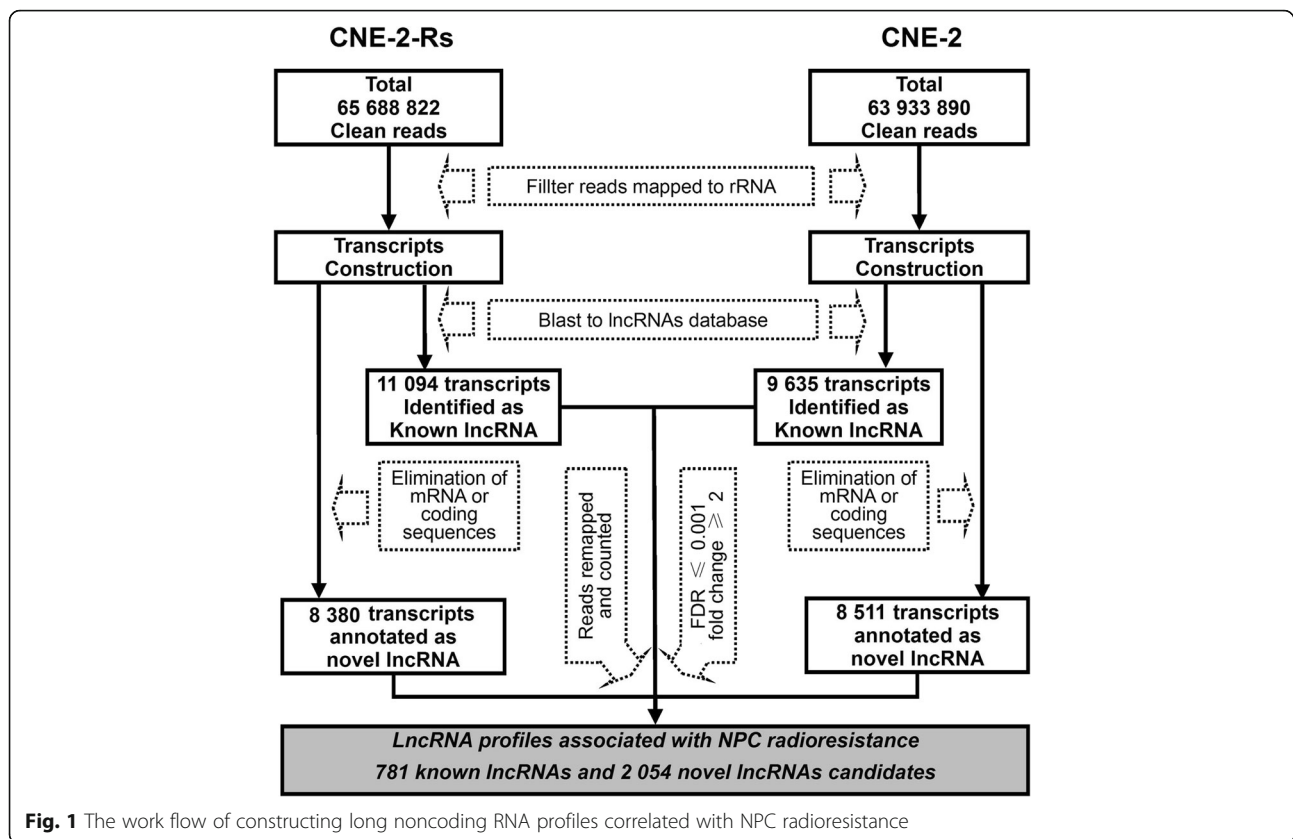 CNE-2-Rs
CNE-2
Total
65 688 822
Clean reads
Total
63 933 890
Clean reads
Fillter reads mapped to rRNA
Transcripts
Construction
Transcripts
Construction
Blast to lncRNAs database
11 094 transcripts
Identified as
Known lncRNA
9 635 transcripts
Identified as
Known lncRNA
Elimination of
mRNA or
coding
sequences
Reads remapped
and counted
FDR ≤ 0.001
fold change ≥ 2
Elimination of
mRNA or
coding
sequences
8 380 transcripts
annotated as
novel lncRNA
8 511 transcripts
annotated as
novel lncRNA
LncRNA profiles associated with NPC radioresistance
781 known lncRNAs and 2 054 novel lncRNAs candidates
Fig. 1 The work flow of constructing long noncoding RNA profiles correlated with NPC radioresistance